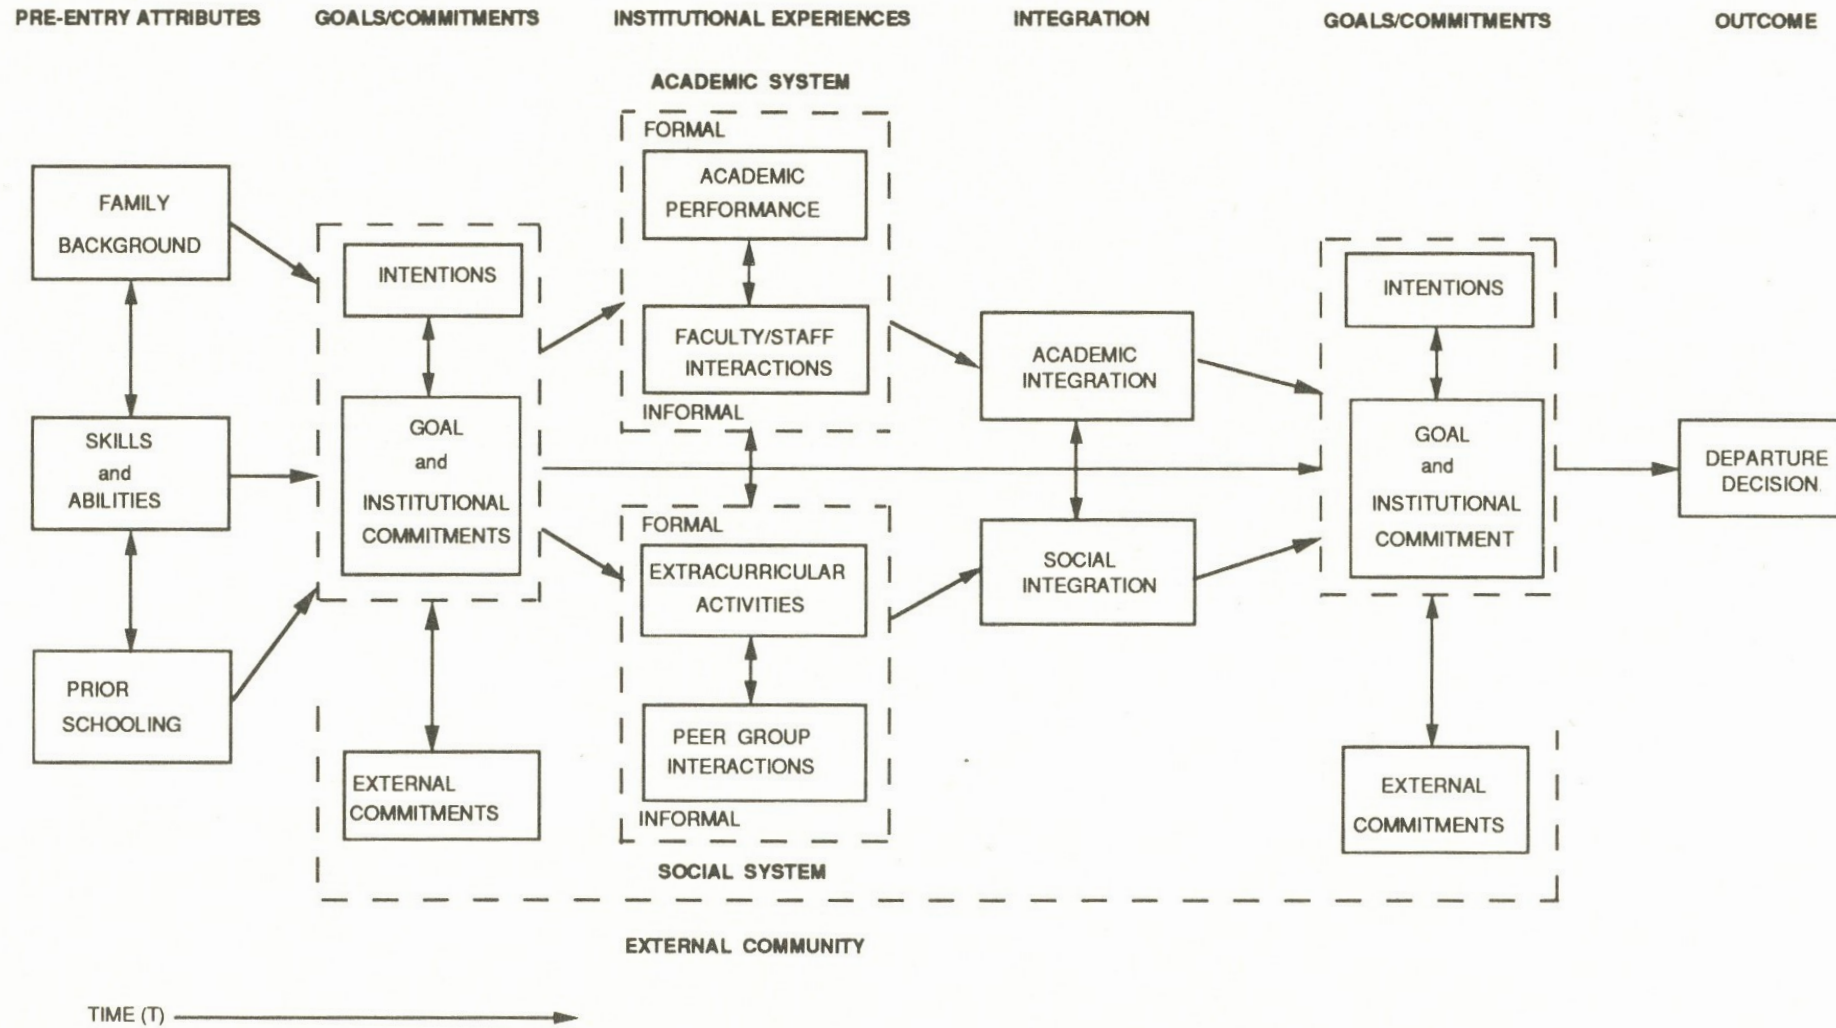 PRE-ENTRY ATTRIBUTES
GOALS/COMMITMENTS
INSTITUTIONAL EXPERIENCES
INTEGRATION
GOALS/COMMITMENTS
OUTCOME
FAMILY
BACKGROUND
SKILLS
and
ABILITIES
PRIOR
SCHOOLING
INTENTIONS
GOAL
and
INSTITUTIONAL
COMMITMENTS
EXTERNAL
COMMITMENTS
ACADEMIC SYSTEM
FORMAL
ACADEMIC
PERFORMANCE
FACULTY/STAFF
INTERACTIONS
INFORMAL
FORMAL
EXTRACURRICULAR
ACTIVITIES
PEER GROUP
INTERACTIONS
INFORMAL
SOCIAL SYSTEM
ACADEMIC
INTEGRATION
SOCIAL
INTEGRATION
INTENTIONS
GOAL
and
INSTITUTIONAL
COMMITMENT
EXTERNAL
COMMITMENTS
DEPARTURE
DECISION
EXTERNAL COMMUNITY
TIME (T)